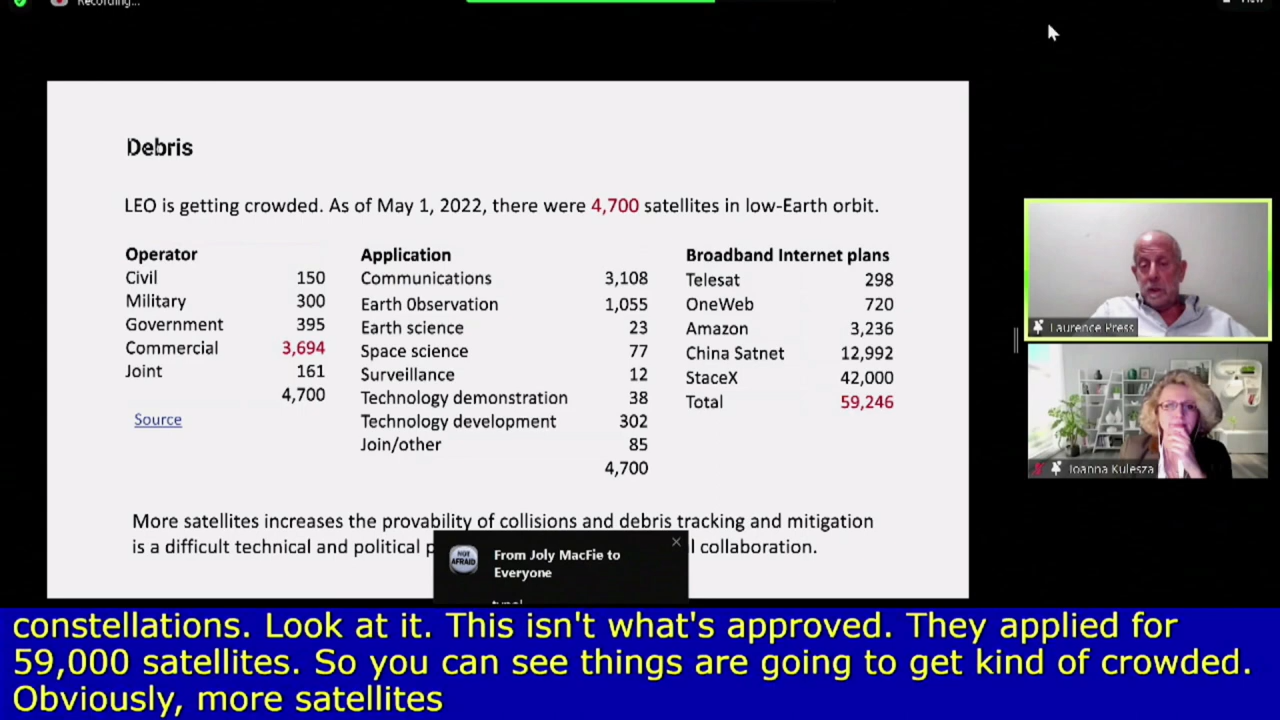 Recording...
View
Debris
LEO is getting crowded. As of May 1, 2022, there were 4,700 satellites in low-Earth orbit.
Operator
Civil 150
Military 300
Government 395
Commercial 3,694
Joint 161
4,700
Source
Application
Communications 3,108
Earth 0bservation 1,055
Earth science 23
Space science 77
Surveillance 12
Technology demonstration 38
Technology development 302
Join/other 85
4,700
Broadband Internet plans
Telesat 298
OneWeb 720
Amazon 3,236
China Satnet 12,992
StaceX 42,000
Total 59,246
More satellites increases the provability of collisions and debris tracking and mitigation
is a difficult technical and political collaboration.
NOT
AFRAID
From Joly MacFie to
Everyone
Laurence Press
Joanna Kulesza
constellations. Look at it. This isn't what's approved. They applied for
59,000 satellites. So you can see things are going to get kind of crowded.
Obviously, more satellites